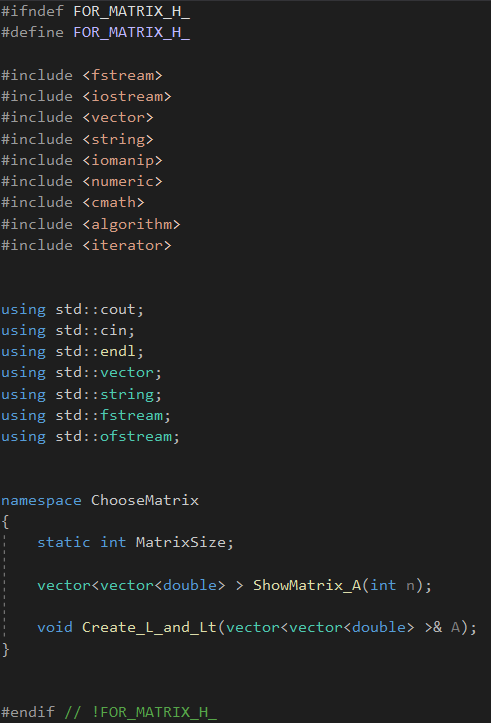 #ifndef FOR_MATRIX_H_
#define FOR_MATRIX_H_
#include <fstream>
#include <iostream>
#include <vector>
#include <string>
#include <iomanip>
#include <numeric>
#include <cmath>
#include <algorithm>
#include <iterator>
using std::cout;
using std::cin;
using std::endl;
using std::vector;
using std::string;
using std::fstream;
using std::ofstream;
namespace ChooseMatrix
{
static int MatrixSize;
vector<vector<double> > ShowMatrix_A(int n);
void Create_L_and_Lt(vector<vector<double> >& A);
}
#endif // !FOR_MATRIX_H_